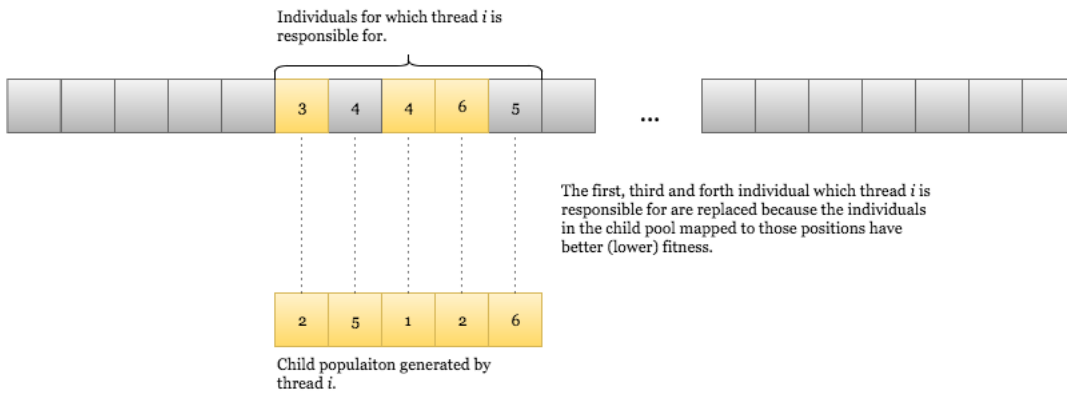 Individuals for which thread i is
responsible for.
3 4 4 6 5
...
The first, third and forth individual which thread i is
responsible for are replaced because the individuals
in the child pool mapped to those positions have
better (lower) fitness.
2 5 1 2 6
Child populaiton generated by
thread i.